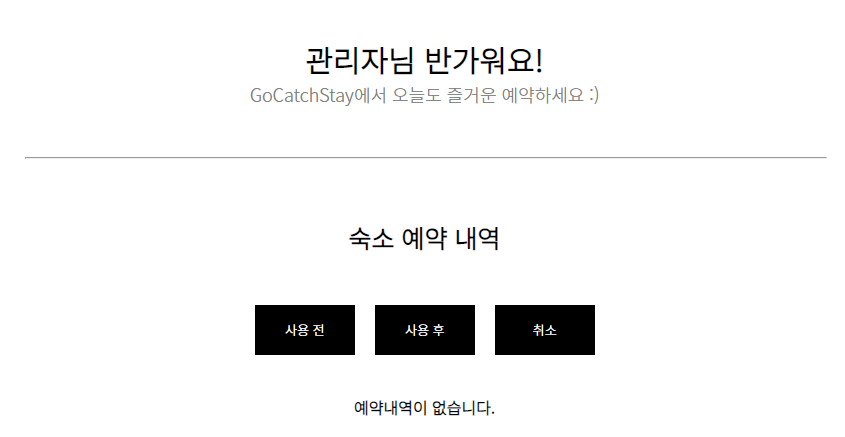 관리자님 반가워요!
GoCatchStay에서 오늘도 즐거운 예약하세요 :)
숙소 예약 내역
사용 전 사용 후 취소
예약내역이 없습니다.